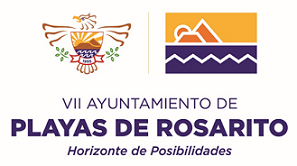 VII AYUNTAMIENTO DE
PLAYAS DE ROSARITO
Horizonte de Posibilidades